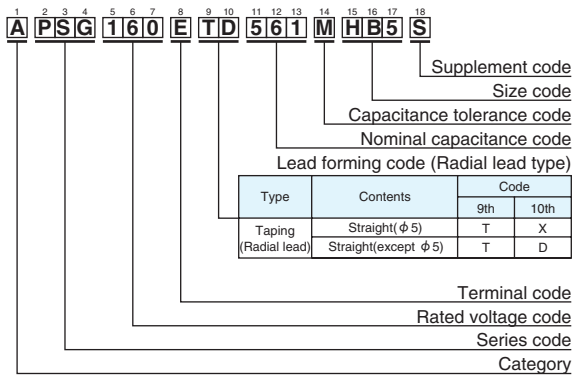 1 2 3 4 5 6 7 8 9 10 11 12 13 14 15 16 17 18
A PSG 160 E TD 561 M HB5 S
Supplement code
Size code
Capacitance tolerance code
Nominal capacitance code
Lead forming code (Radial lead type)
Type Contents Code
9th 10th
Taping (Radial lead) Straight(ϕ5) T X
Straight(except ϕ5) T D
Terminal code
Rated voltage code
Series code
Category